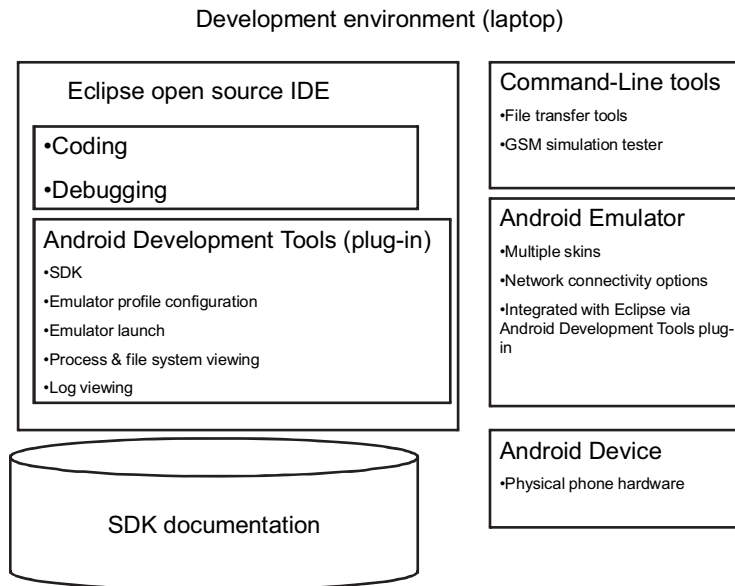 Development environment (laptop)
Eclipse open source IDE
•Coding
•Debugging
Android Development Tools (plug-in)
•SDK
•Emulator profile configuration
•Emulator launch
•Process & file system viewing
•Log viewing
SDK documentation
Command-Line tools
•File transfer tools
•GSM simulation tester
Android Emulator
•Multiple skins
•Network connectivity options
•Integrated with Eclipse via
Android Development Tools plug-
in
Android Device
•Physical phone hardware